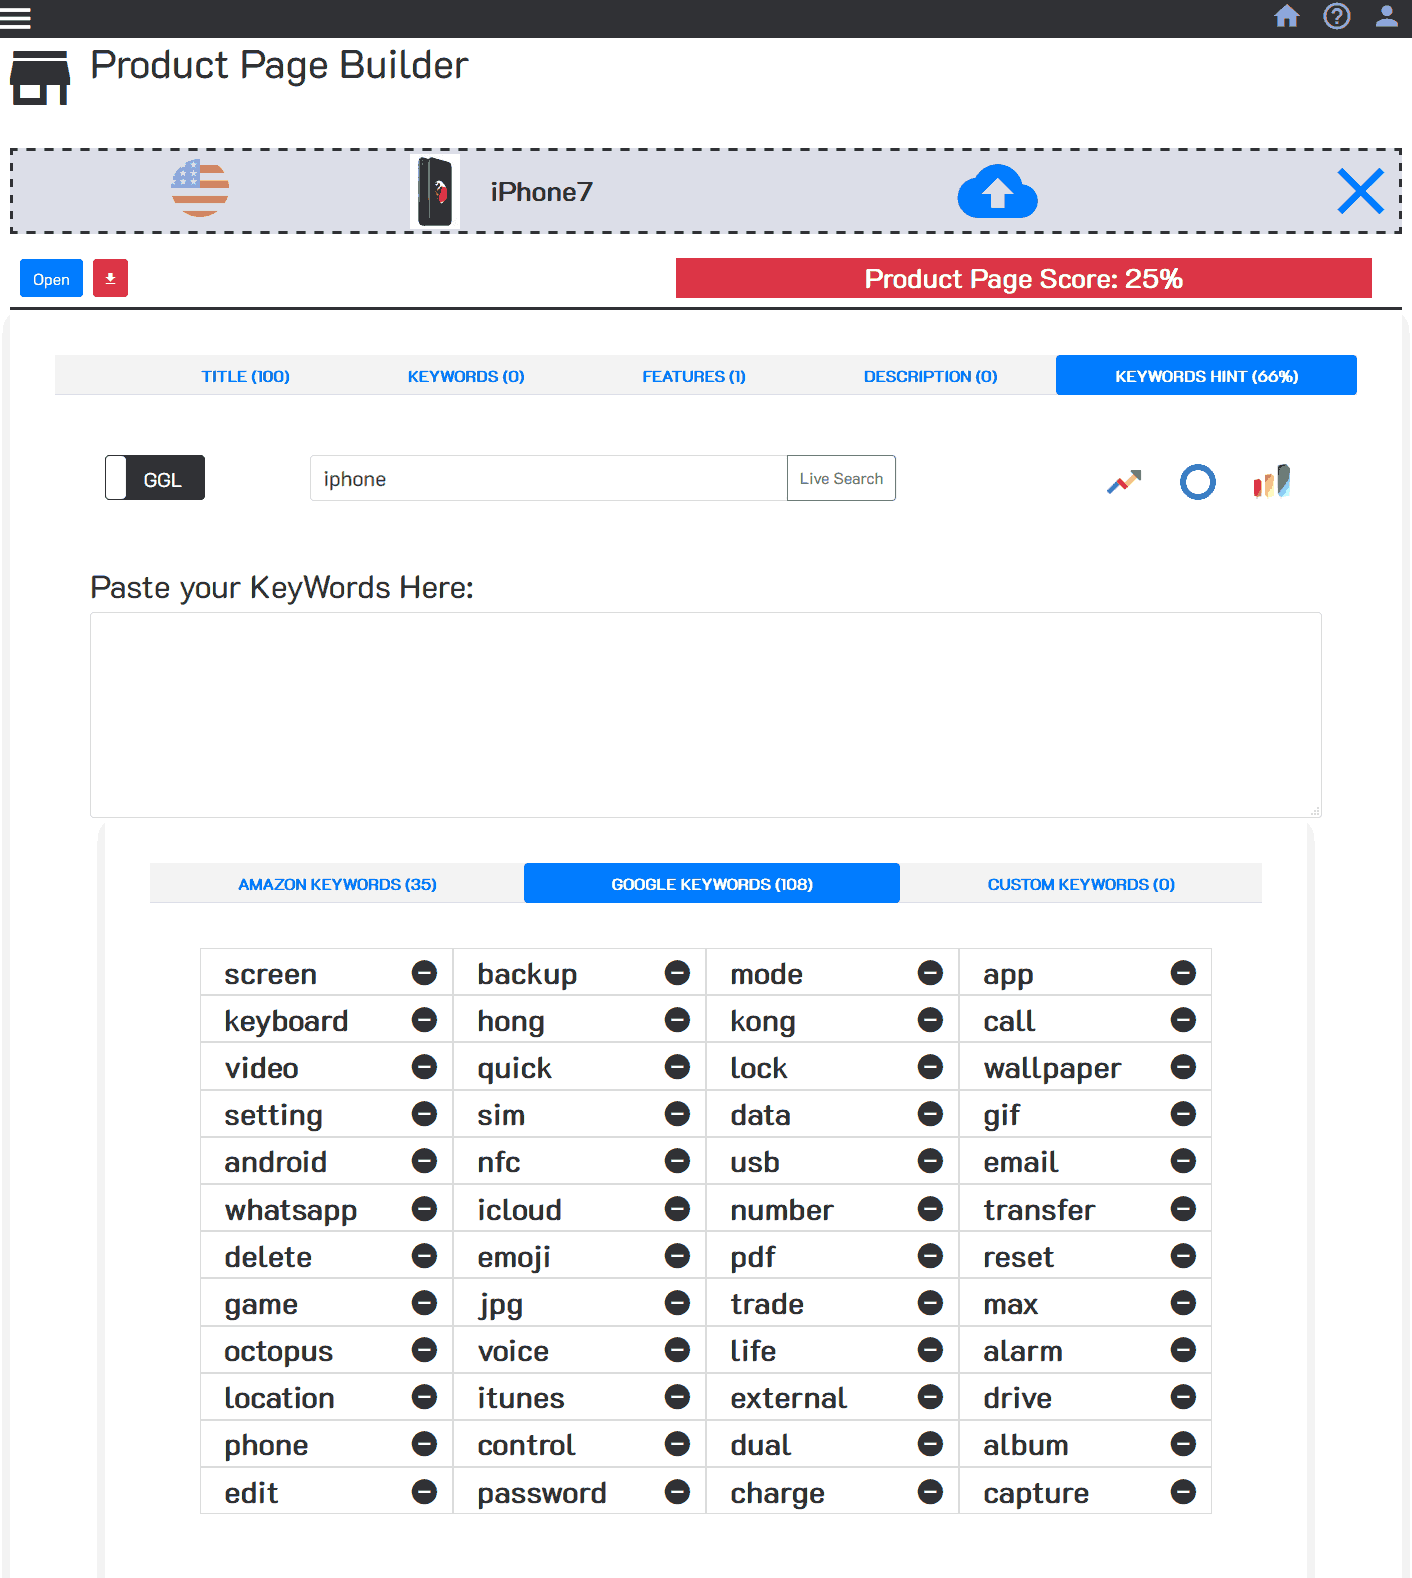 Product Page Builder
iPhone7
Open
Product Page Score: 25%
TITLE (100) KEYWORDS (0) FEATURES (1) DESCRIPTION (0) KEYWORDS HINT (66%)
GGL iphone Live Search
Paste your KeyWords Here:
AMAZON KEYWORDS (35) GOOGLE KEYWORDS (108) CUSTOM KEYWORDS (0)
screen backup mode app
keyboard hong kong call
video quick lock wallpaper
setting sim data gif
android nfc usb email
whatsapp icloud number transfer
delete emoji pdf reset
game jpg trade max
octopus voice life alarm
location itunes external drive
phone control dual album
edit password charge capture